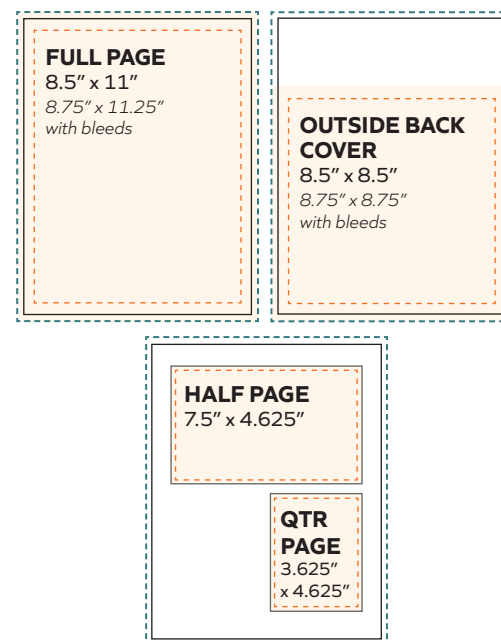 FULL PAGE
8.5” x 11”
8.75” x 11.25”
with bleeds
OUTSIDE BACK
COVER
8.5” x 8.5”
8.75” x 8.75”
with bleeds
HALF PAGE
7.5” x 4.625”
QTR
PAGE
3.625”
x 4.625”